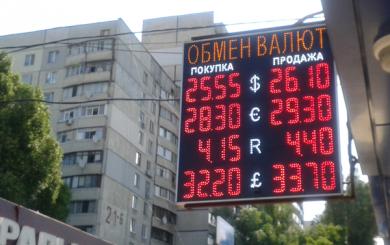 ОБМЕН ВАЛЮТ
ПОКУПКА ПРОДАЖА
25.55 $ 26.10
28.30 € 29.30
4.15 R 4.40
32.20 £ 33.70
21-Б